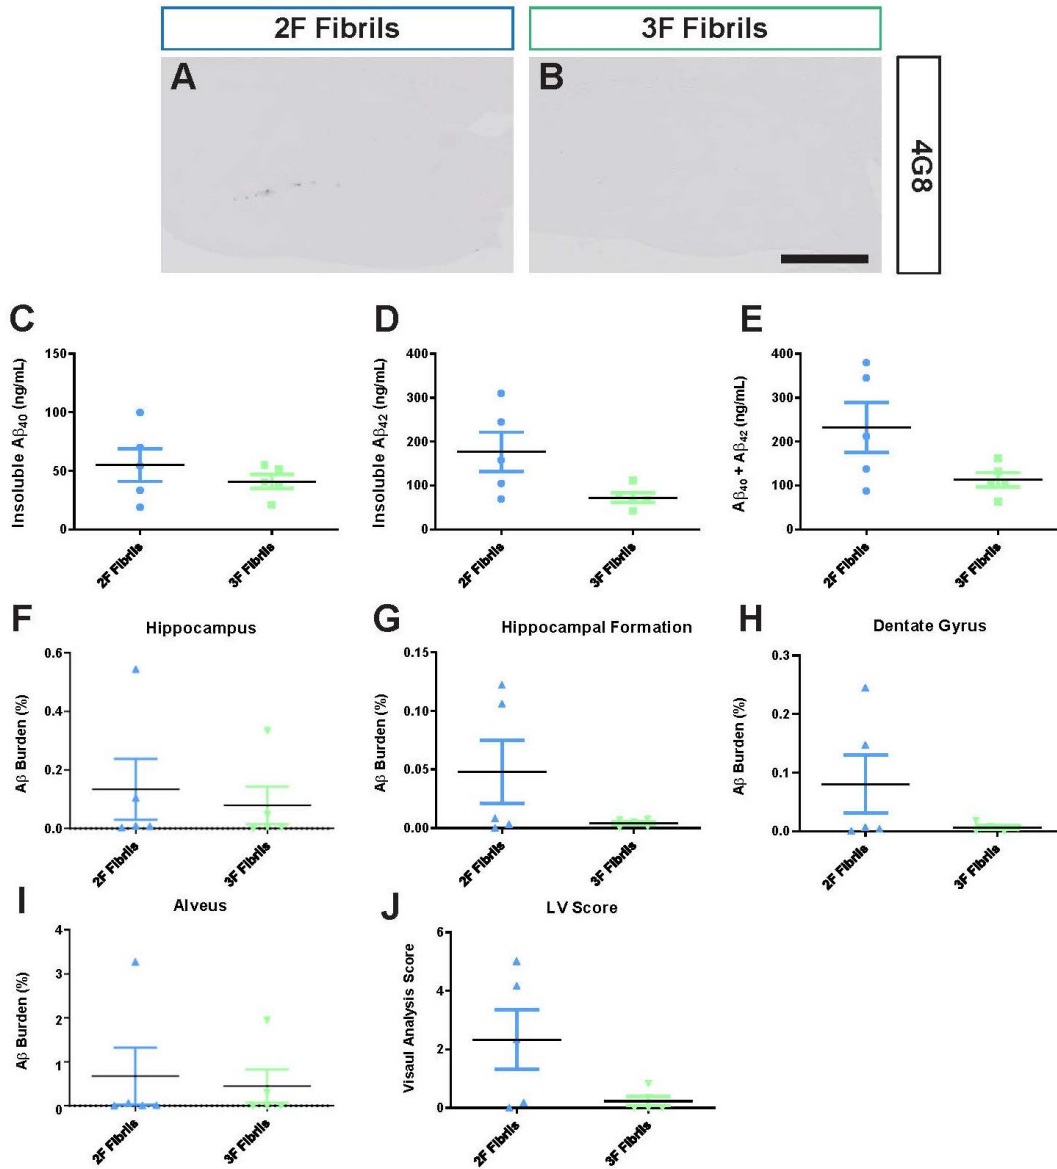 2F Fibrils
3F Fibrils
A
B
4G8
C
Insoluble Aβ40 (ng/mL)
150
100
50
0
2F Fibrils
3F Fibrils
D
Insoluble Aβ42 (ng/mL)
400
300
200
100
0
2F Fibrils
3F Fibrils
E
Aβ40 + Aβ42 (ng/mL)
400
300
200
100
0
2F Fibrils
3F Fibrils
F
Hippocampus
Aβ Burden (%)
0.6
0.4
0.2
0.0
2F Fibrils
3F Fibrils
G
Hippocampal Formation
Aβ Burden (%)
0.15
0.10
0.05
0.00
2F Fibrils
3F Fibrils
H
Dentate Gyrus
Aβ Burden (%)
0.3
0.2
0.1
0.0
2F Fibrils
3F Fibrils
I
Alveus
Aβ Burden (%)
4
3
2
1
0
2F Fibrils
3F Fibrils
J
LV Score
Visaul Analysis Score
6
4
2
0
2F Fibrils
3F Fibrils